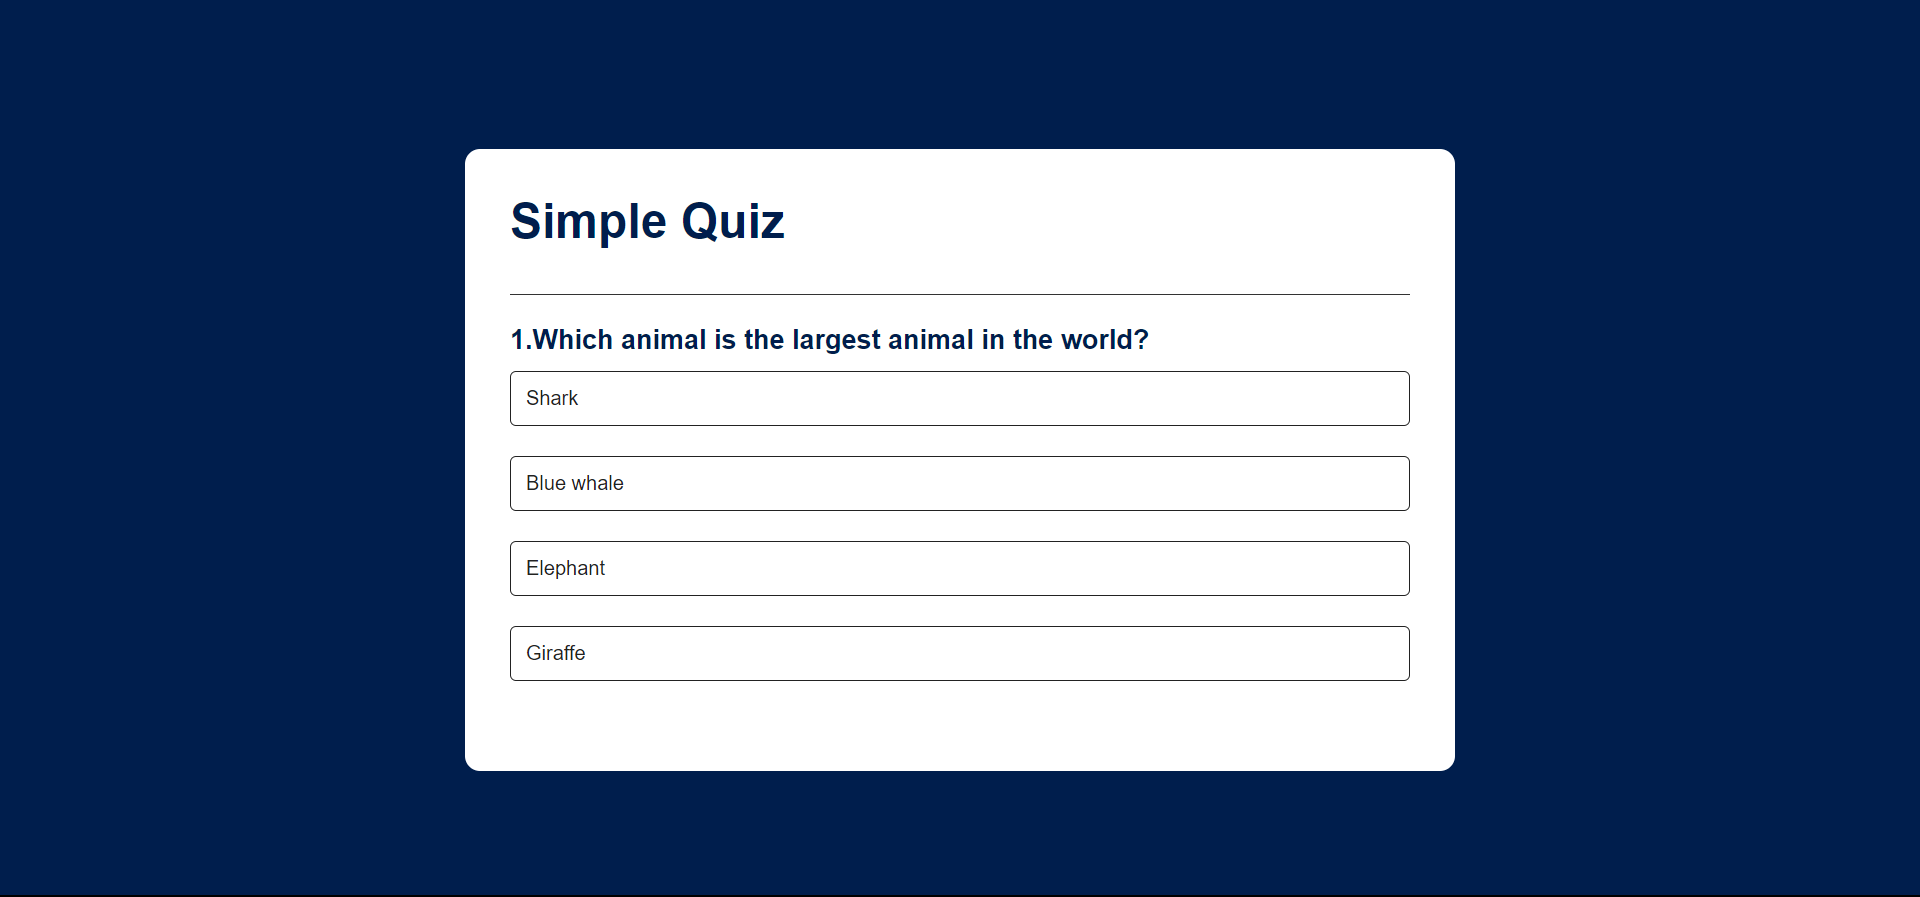 Simple Quiz
1.Which animal is the largest animal in the world?
Shark
Blue whale
Elephant
Giraffe